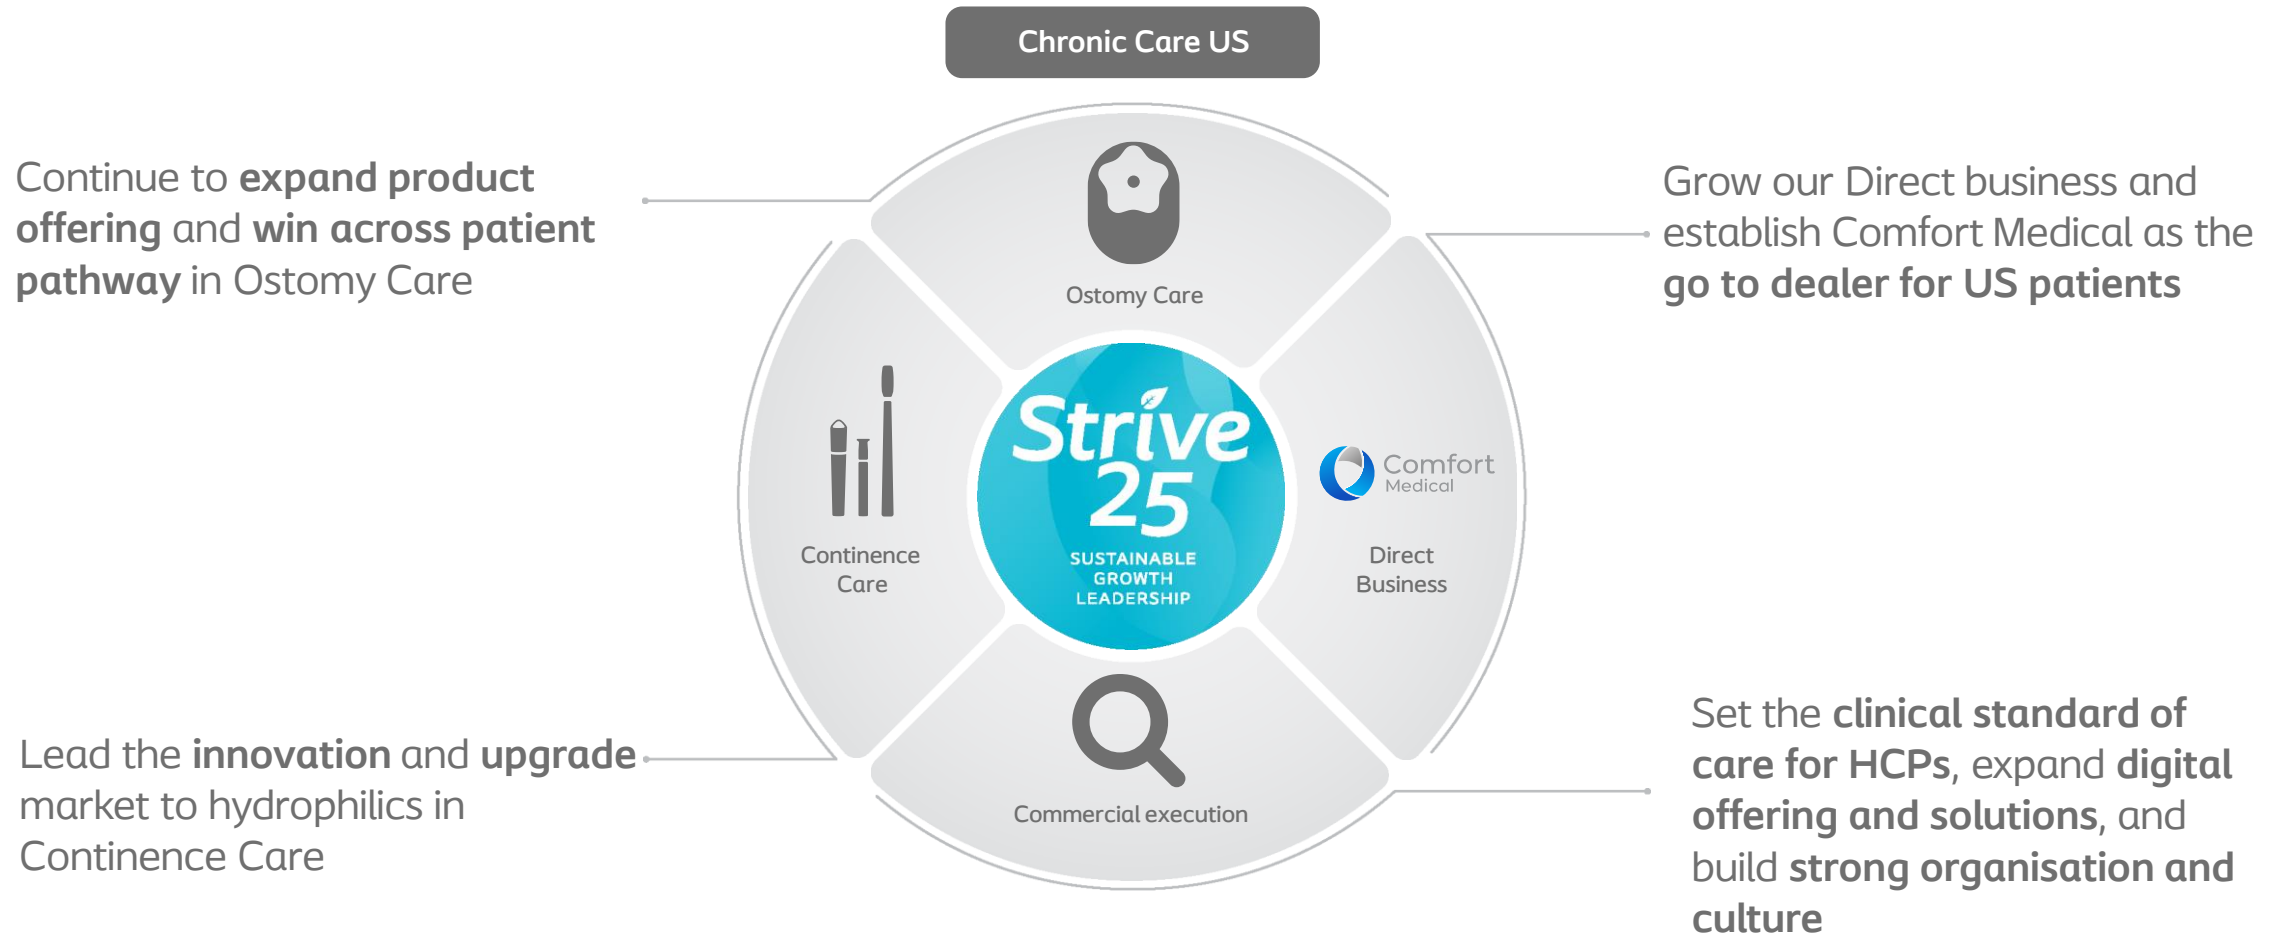 Chronic Care US
Continue to expand product
offering and win across patient
pathway in Ostomy Care
Grow our Direct business and
establish Comfort Medical as the
go to dealer for US patients
Ostomy Care
Strive
25
SUSTAINABLE
GROWTH
LEADERSHIP
Comfort
Medical
Continence
Care
Direct
Business
Lead the innovation and upgrade
market to hydrophilics in
Continence Care
Commercial execution
Set the clinical standard of
care for HCPs, expand digital
offering and solutions, and
build strong organisation and
culture